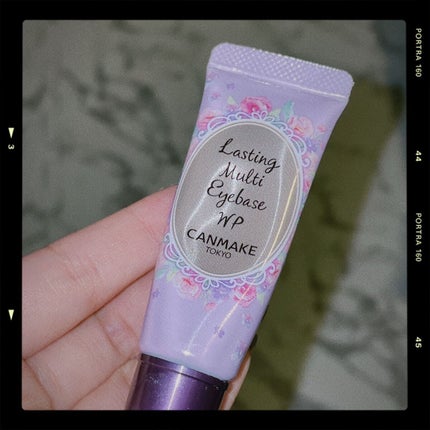 Lasting
Multi
Eyebase
WP
CANMAKE
TOKYO
PORTRA 160
44
PORTRA 160
45
3